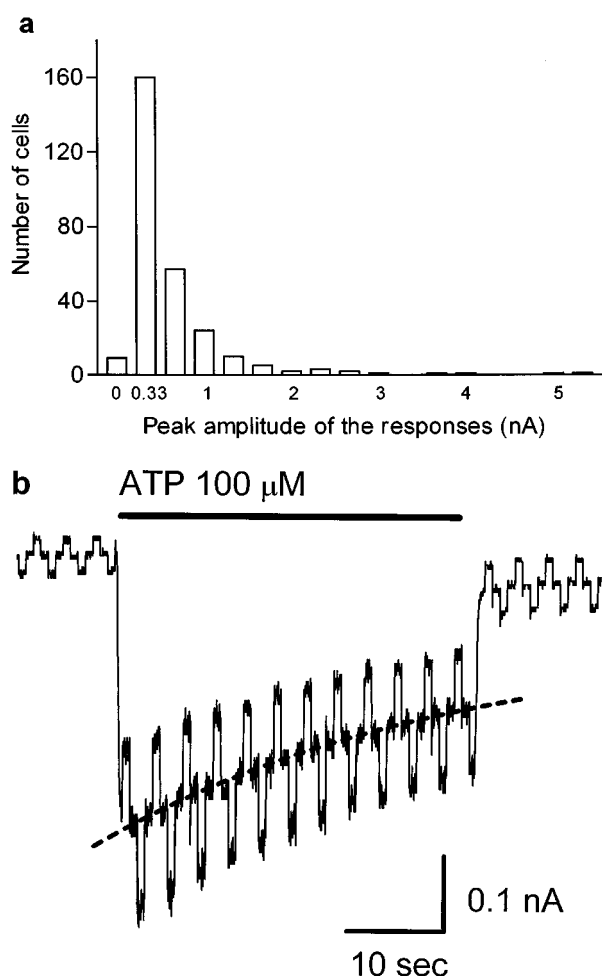 a
Number of cells
160
120
80
40
0
0 0.33 1 2 3 4 5
Peak amplitude of the responses (nA)
b
ATP 100 μM
0.1 nA
10 sec